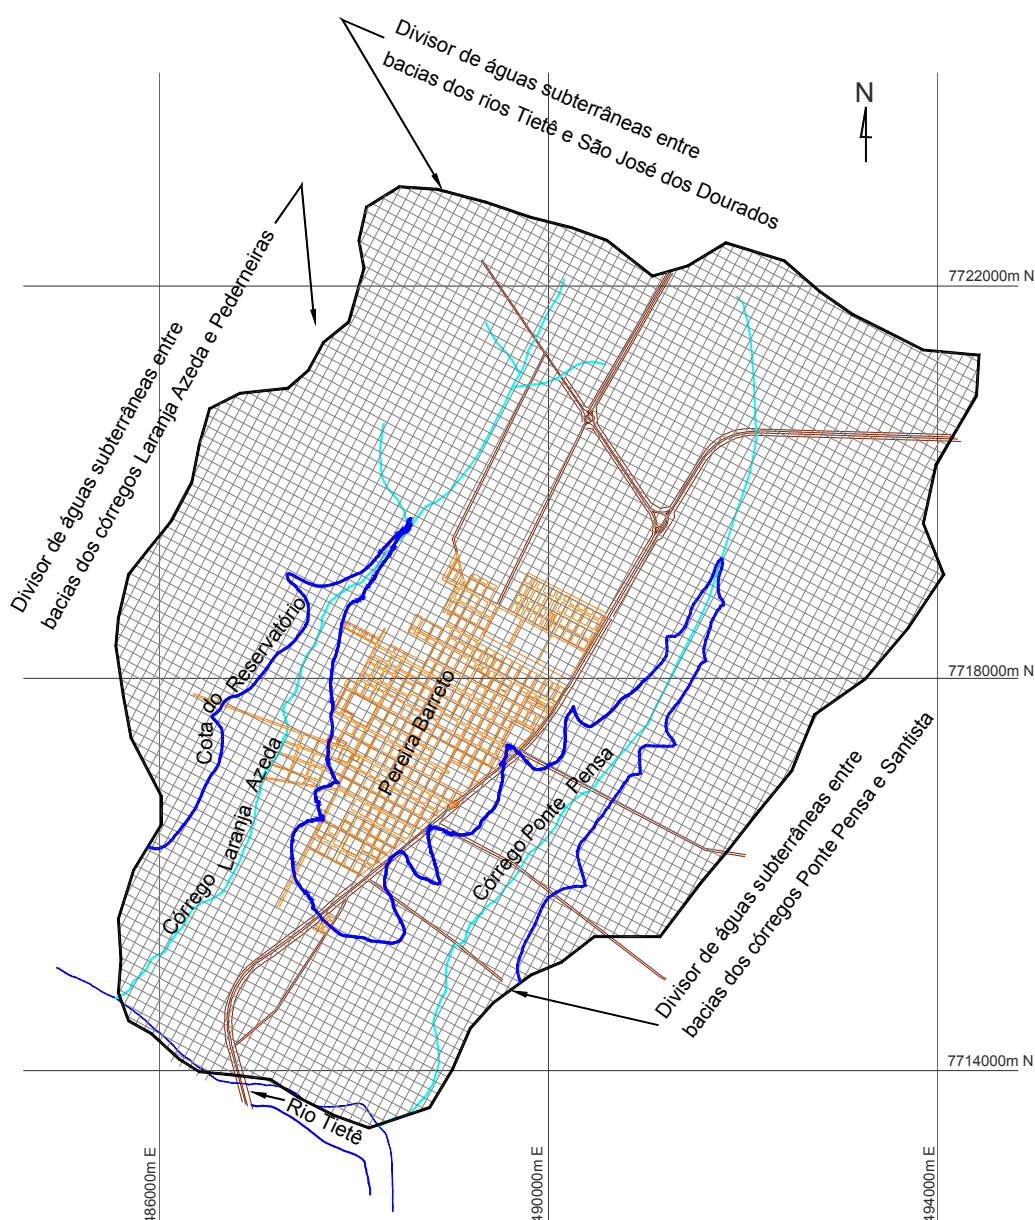 Divisor de águas subterrâneas entre
bacias dos rios Tietê e São José dos Dourados
N
Divisor de águas subterrâneas entre
bacias dos córregos Laranja Azeda e Pederneiras
7722000m N
Cota do Reservatório
7718000m N
Pereira Barreto
Córrego Laranja Azeda
Córrego Ponte Pensa
Divisor de águas subterrâneas entre
bacias dos córregos Ponte Pensa e Santista
7714000m N
Rio Tietê
486000m E
490000m E
494000m E